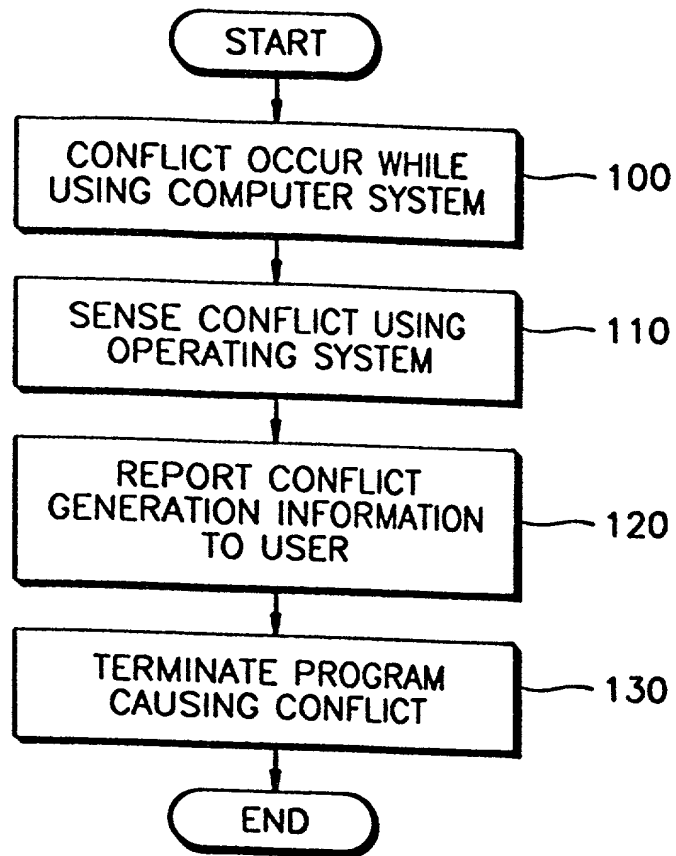 START
CONFLICT OCCUR WHILE
USING COMPUTER SYSTEM
100
SENSE CONFLICT USING
OPERATING SYSTEM
110
REPORT CONFLICT
GENERATION INFORMATION
TO USER
120
TERMINATE PROGRAM
CAUSING CONFLICT
130
END